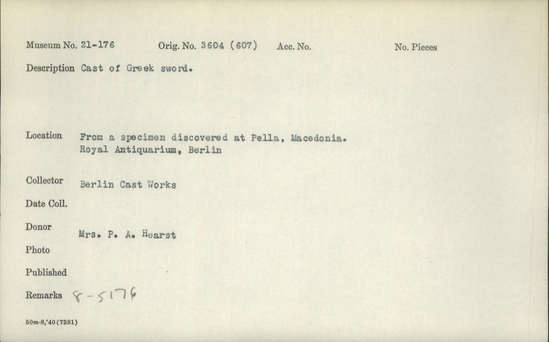 Museum No. 21-176 Orig. No. 3604 (607) Acc. No. No. Pieces
Description Cast of Greek sword.
Location From a specimen discovered at Pella, Macedonia.
Royal Antiquarium, Berlin
Collector Berlin Cast Works
Date Coll.
Donor Mrs. P. A. Hearst
Photo
Published
Remarks 8-5176
50m-8,'40 (7281)